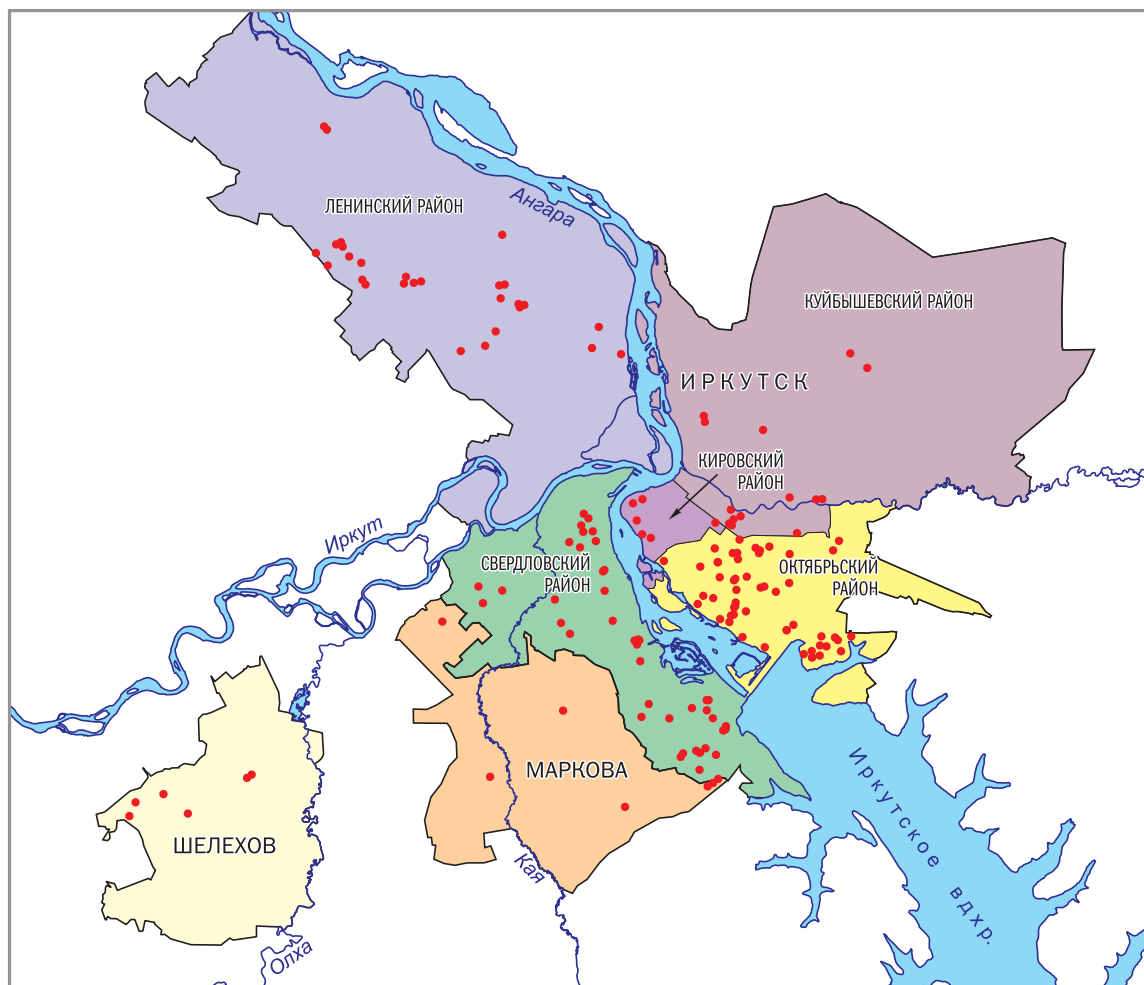 ЛЕНИНСКИЙ РАЙОН
Ангара
КУЙБЫШЕВСКИЙ РАЙОН
ИРКУТСК
КИРОВСКИЙ
РАЙОН
Иркут
СВЕРДЛОВСКИЙ
РАЙОН
ОКТЯБРЬСКИЙ
РАЙОН
МАРКОВА
Иркутское вдхр.
ШЕЛЕХОВ
Кая
Олха